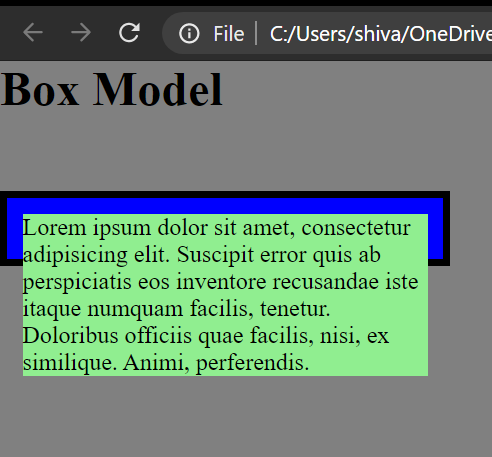 File C:/Users/shiva/OneDrive
Box Model
Lorem ipsum dolor sit amet, consectetur
adipisicing elit. Suscipit error quis ab
perspiciatis eos inventore recusandae iste
itaque numquam facilis, tenetur.
Doloribus officiis quae facilis, nisi, ex
similique. Animi, perferendis.